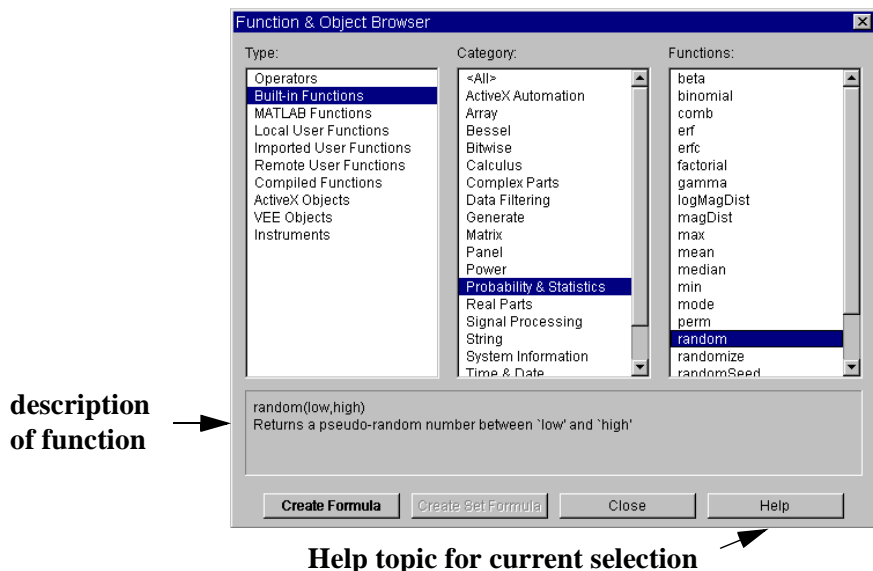 Function & Object Browser
Type:
Operators
Built-in Functions
MATLAB Functions
Local User Functions
Imported User Functions
Remote User Functions
Compiled Functions
ActiveX Objects
VEE Objects
Instruments
Category:
<All>
ActiveX Automation
Array
Bessel
Bitwise
Calculus
Complex Parts
Data Filtering
Generate
Matrix
Panel
Power
Probability & Statistics
Real Parts
Signal Processing
String
System Information
Time & Date
Functions:
beta
binomial
comb
erf
erfc
factorial
gamma
logMagDist
magDist
max
mean
median
min
mode
perm
random
randomize
randomSeed
description
of function
random(low,high)
Returns a pseudo-random number between `low' and `high'
Create Formula
Create Set Formula
Close
Help
Help topic for current selection